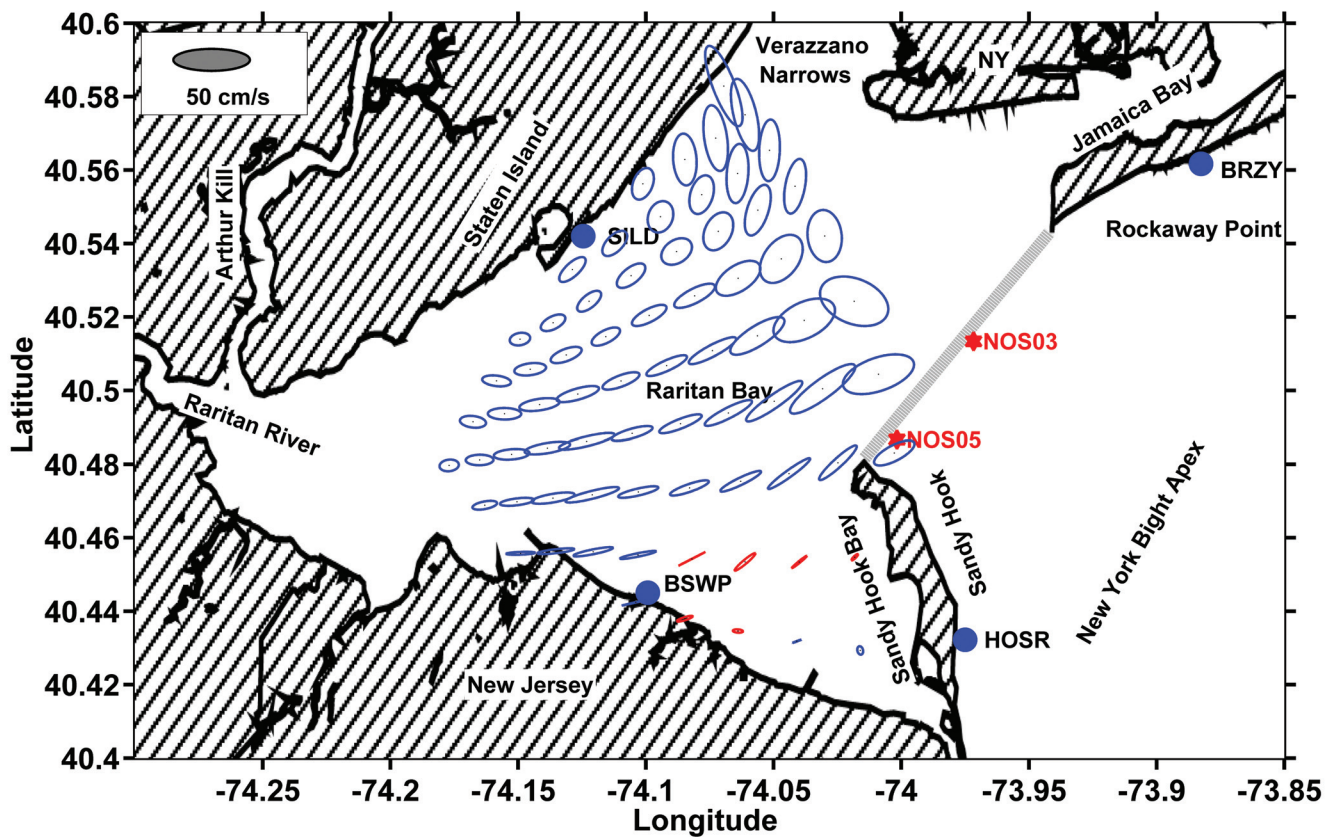 40.6
40.58
40.56
40.54
40.52
40.5
40.48
40.46
40.44
40.42
40.4
Latitude
50 cm/s
Verazzano
Narrows
NY
Jamaica Bay
BRZY
Rockaway Point
Arthur Kill
Staten Island
SILD
NOS03
Raritan Bay
Raritan River
NOS05
Sandy Hook
Sandy Hook Bay
New York Bight Apex
BSWP
HOSR
New Jersey
-74.25
-74.2
-74.15
-74.1
-74.05
-74
-73.95
-73.9
-73.85
Longitude